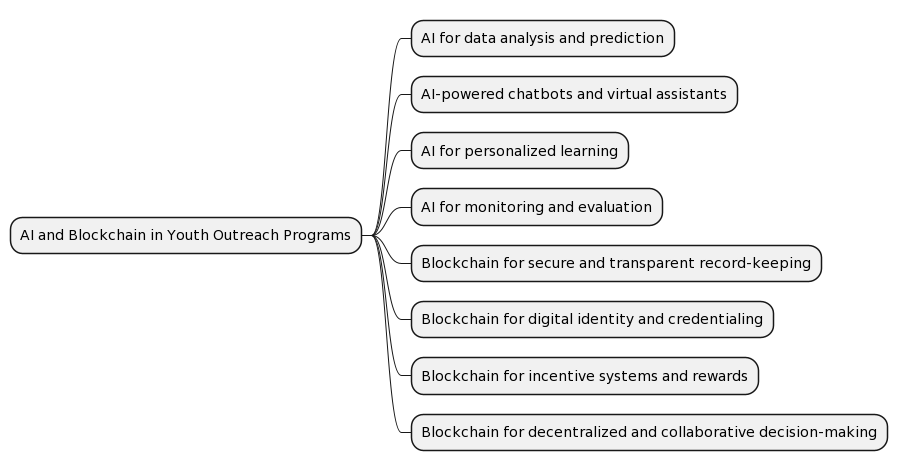 AI and Blockchain in Youth Outreach Programs
AI for data analysis and prediction
AI-powered chatbots and virtual assistants
AI for personalized learning
AI for monitoring and evaluation
Blockchain for secure and transparent record-keeping
Blockchain for digital identity and credentialing
Blockchain for incentive systems and rewards
Blockchain for decentralized and collaborative decision-making